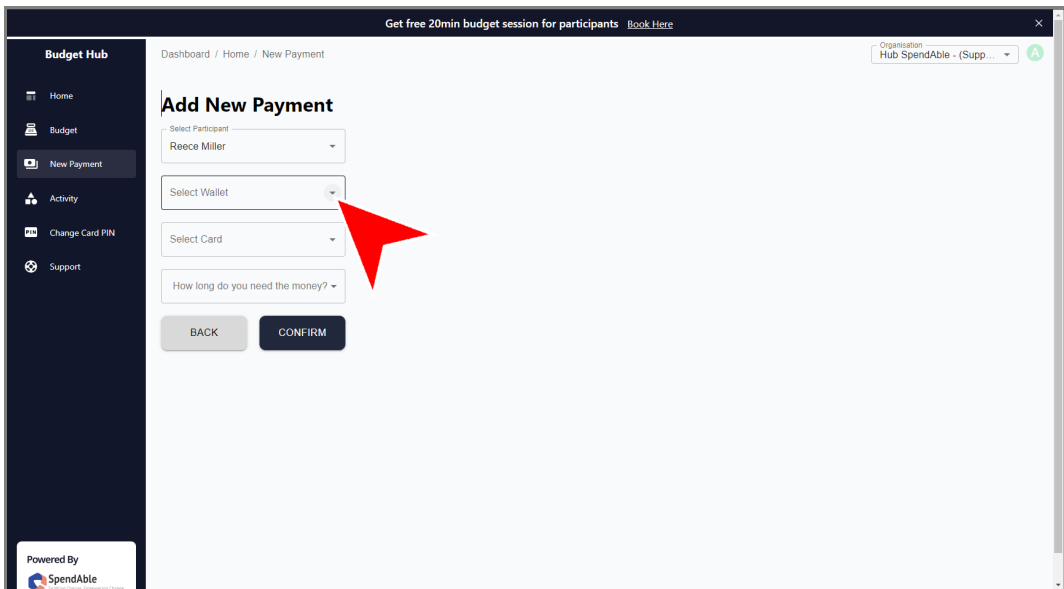 Get free 20min budget session for participants Book Here
Budget Hub
Dashboard / Home / New Payment
Organisation
Hub SpendAble - (Supp...
A
Home
Budget
New Payment
Activity
PIN
Change Card PIN
Support
Add New Payment
Select Participant
Reece Miller
Select Wallet
Select Card
How long do you need the money?
BACK
CONFIRM
Powered By
SpendAble